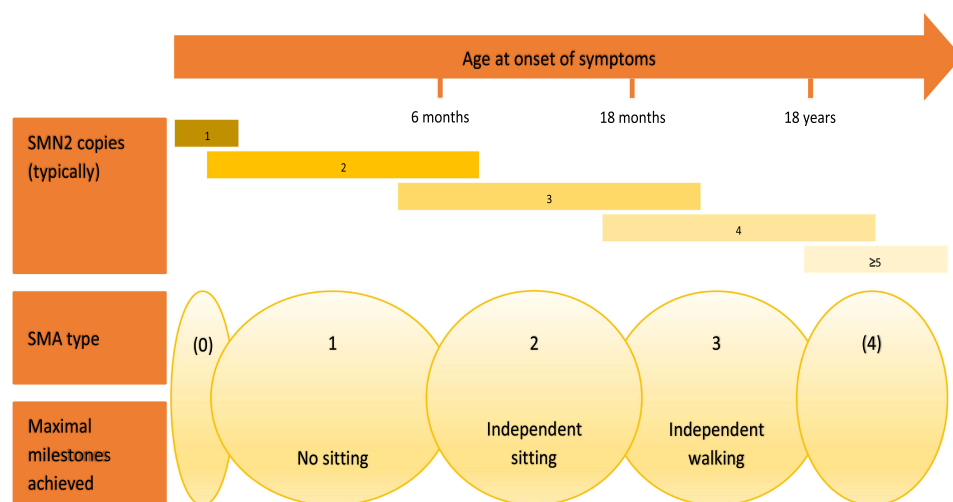 Age at onset of symptoms
6 months
18 months
18 years
SMN2 copies
(typically)
1
2
3
4
≥5
SMA type
(0)
1
2
3
(4)
Maximal
milestones
achieved
No sitting
Independent
sitting
Independent
walking